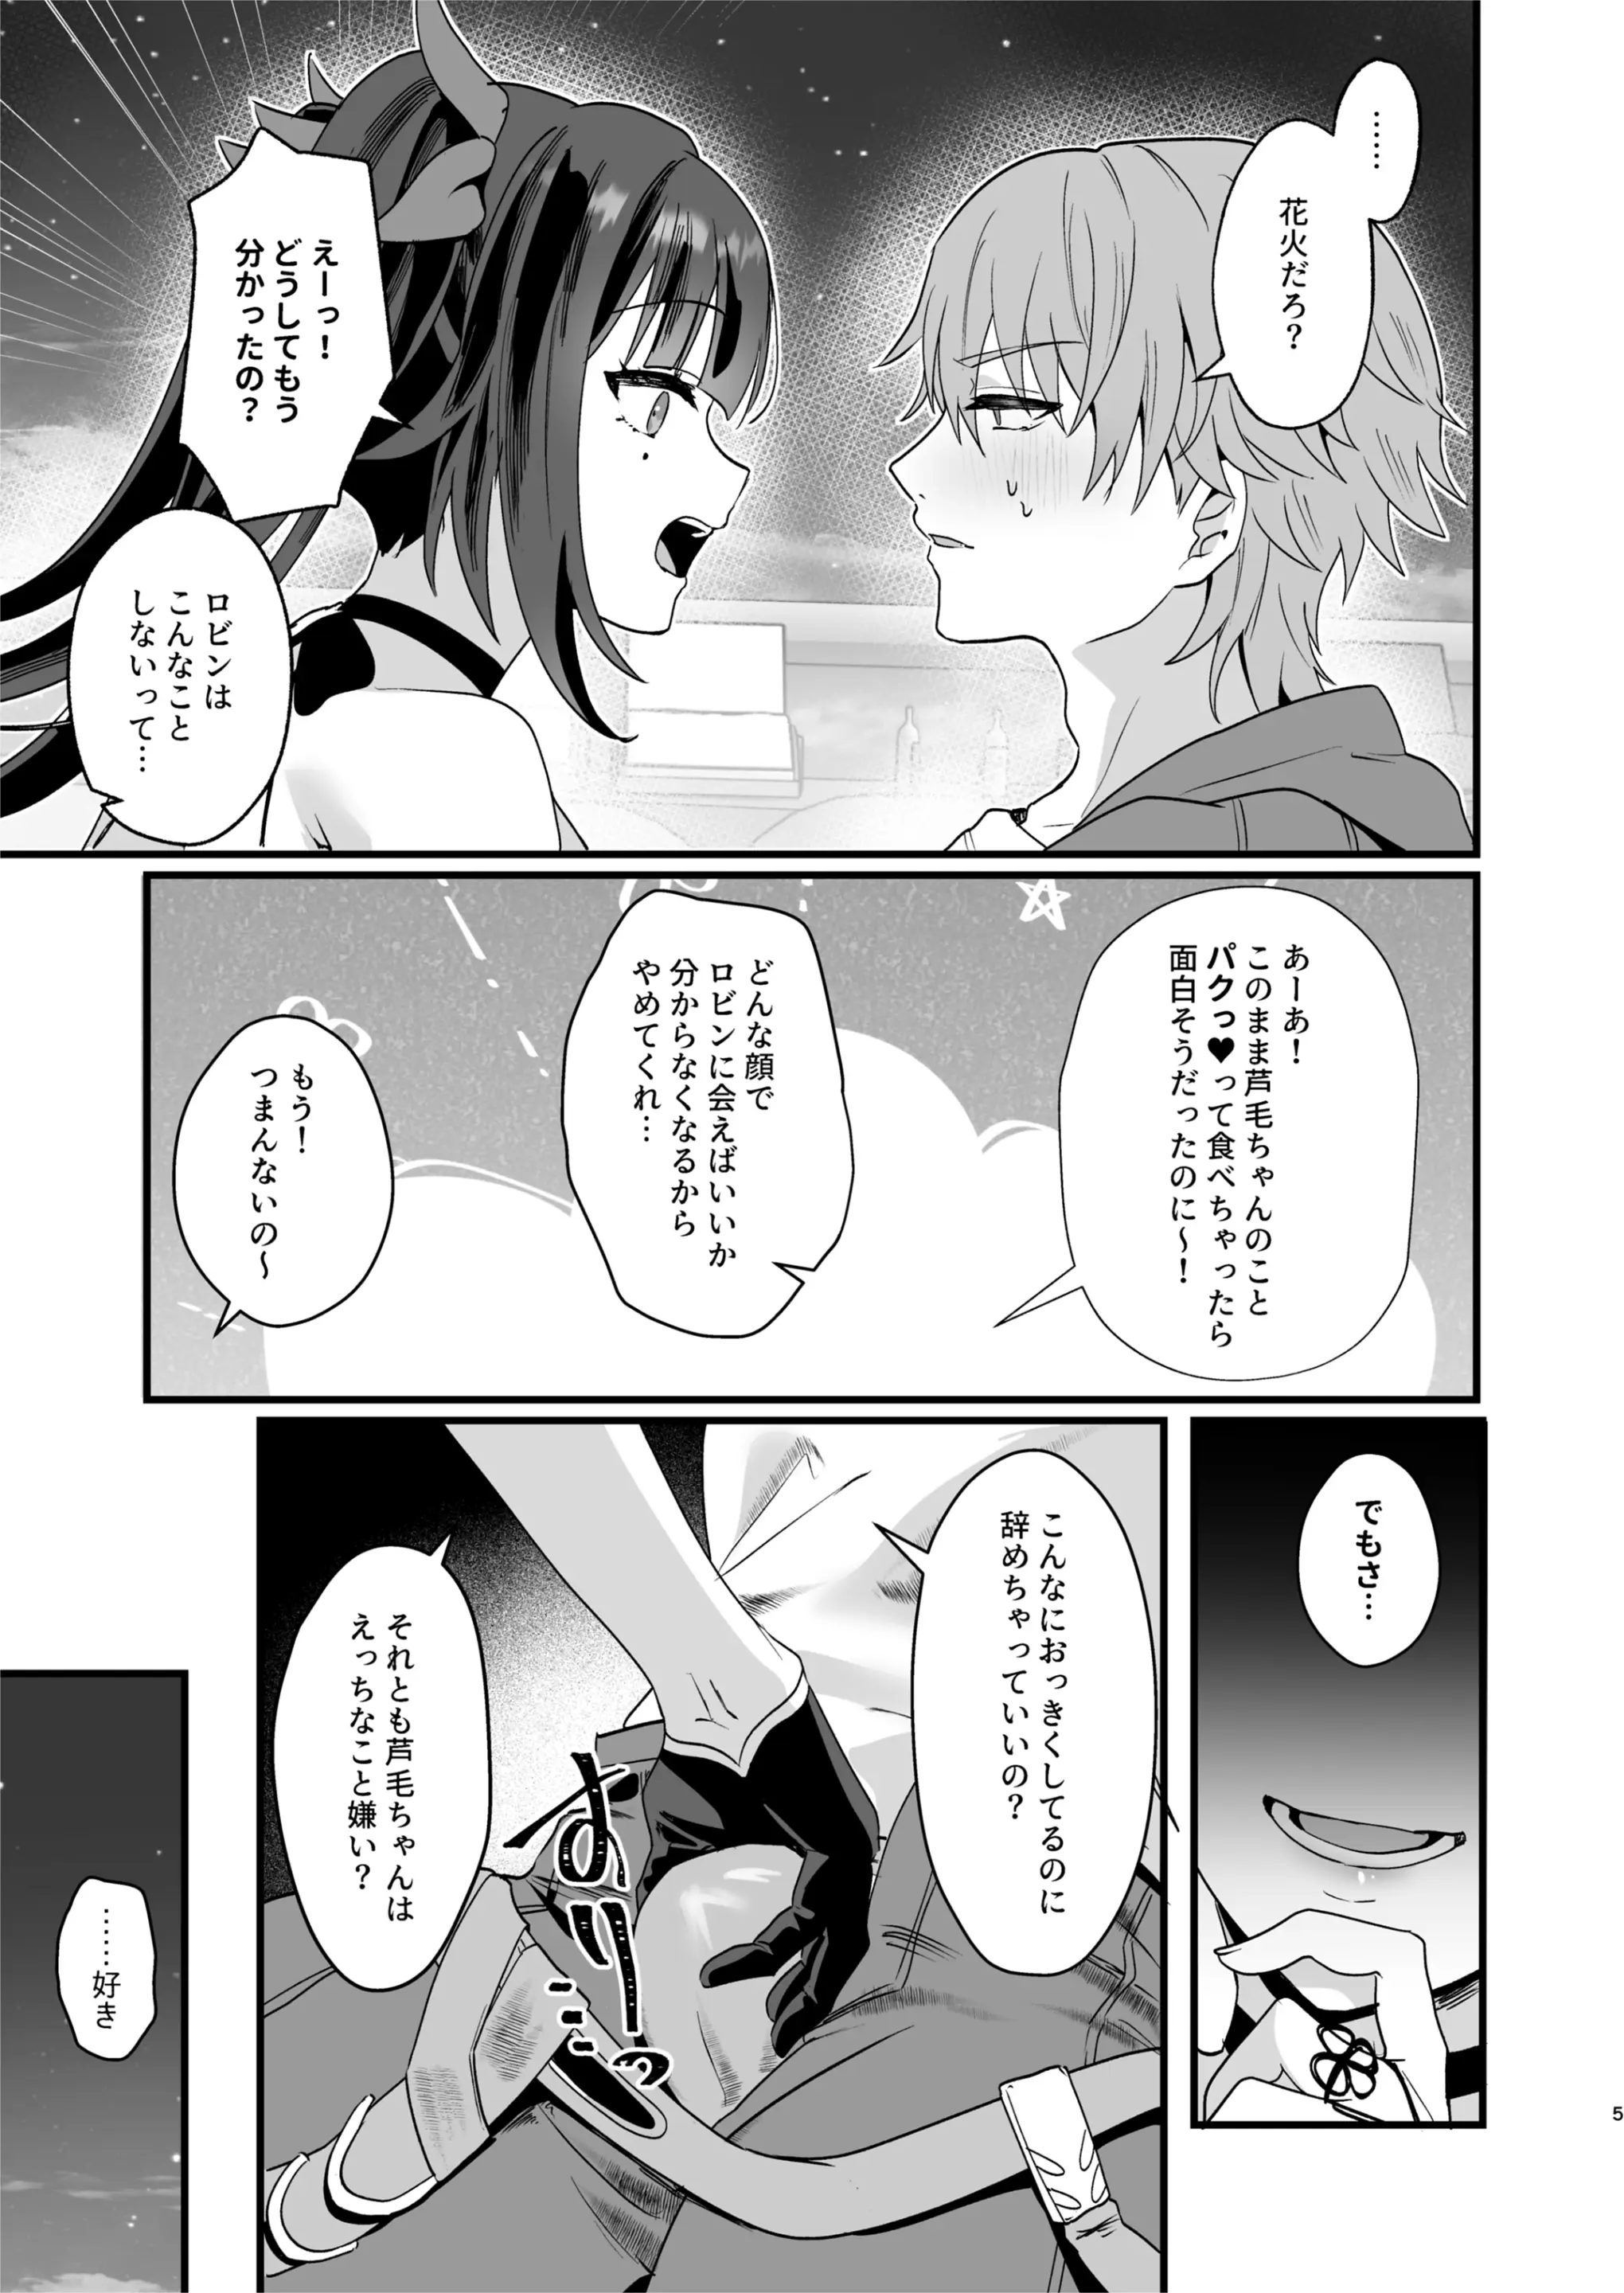 ……
花火だろ？
えーっ！
どうしてもう
分かったの？
ロビンは
こんなこと
しないって…
あーあ！
このまま芦毛ちゃんのこと
パクっ♥って食べちゃったら
面白そうだったのに～！
どんな顔で
ロビンに会えばいいか
分からなくなるから
やめてくれ…
もう！
つまんないの～
でもさ…
こんなにおっきくしてるのに
辞めちゃっていいの？
それとも芦毛ちゃんは
えっちなこと嫌い？
すりっ
……好き
5